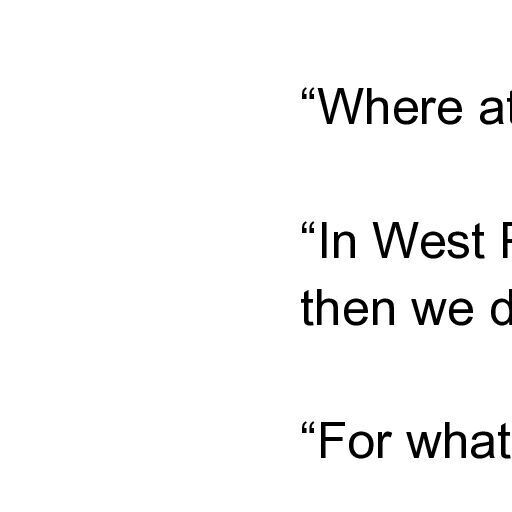 “Where at
“In West
then we d
“For what